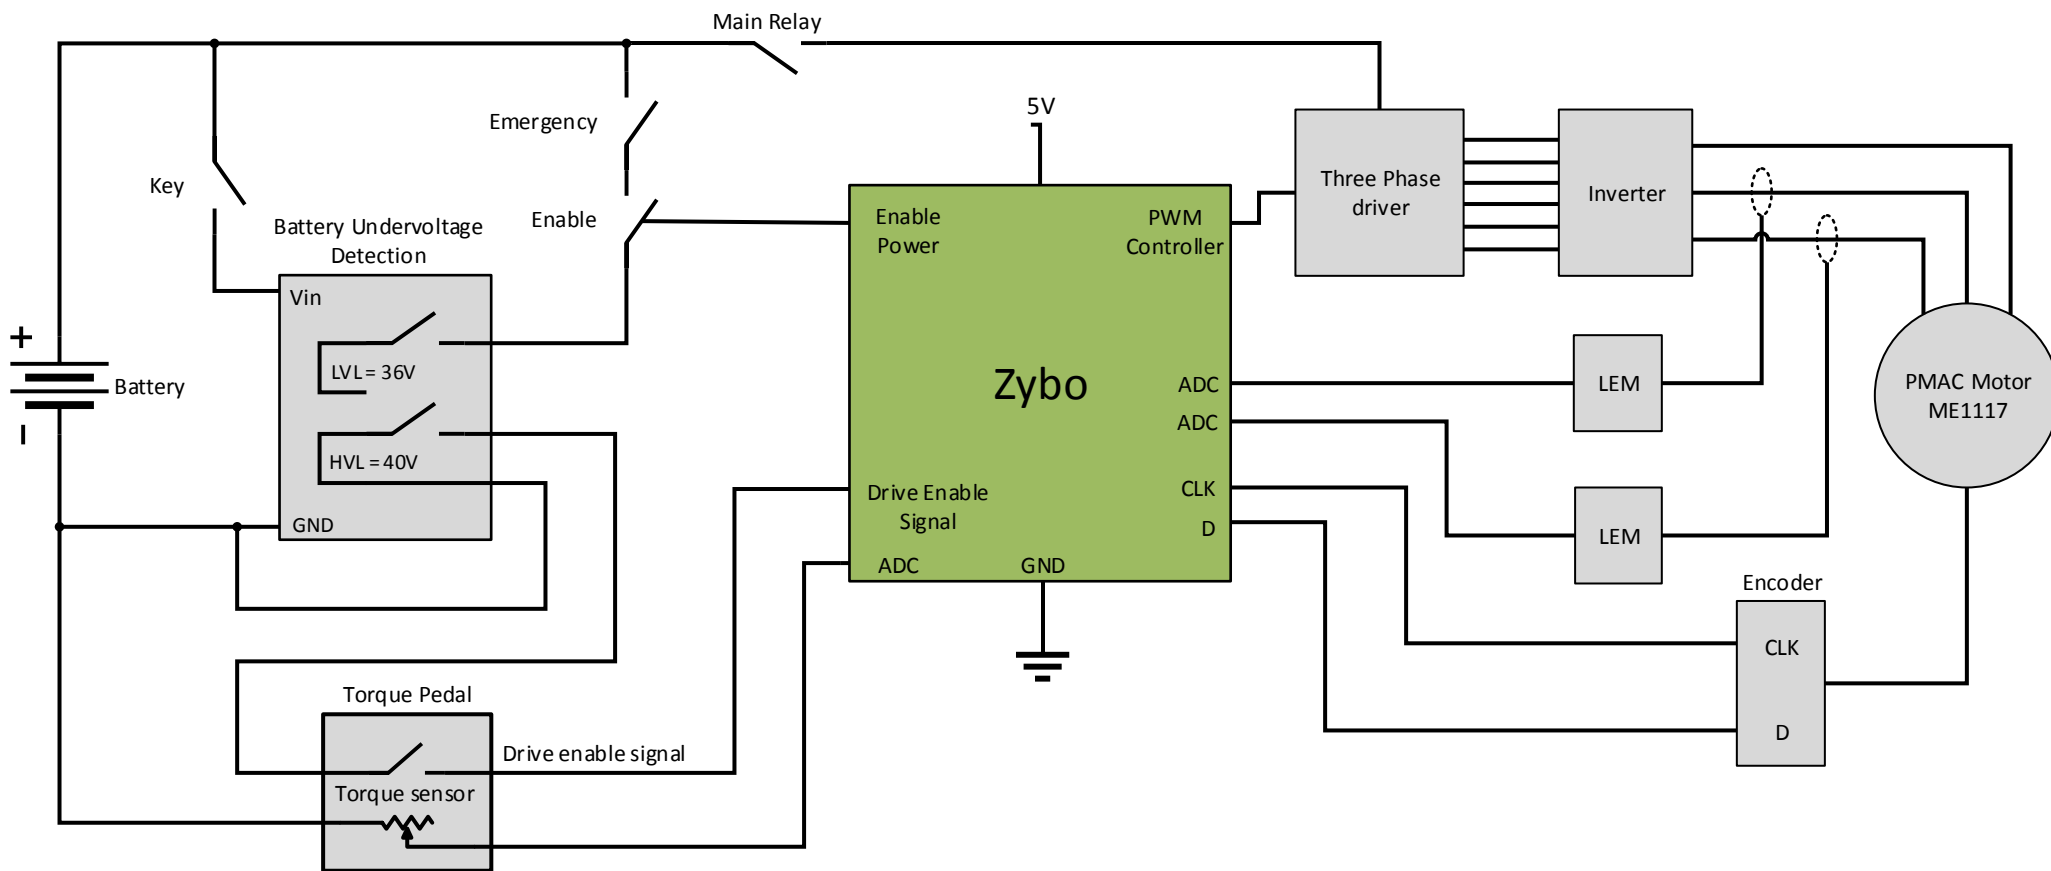 Main Relay
Emergency
5V
Key
Enable
Battery Undervoltage
Detection
Vin
LVL = 36V
HVL = 40V
GND
+
Battery
–
Enable
Power
PWM
Controller
Zybo
ADC
ADC
CLK
D
Drive Enable
Signal
ADC
GND
Three Phase
driver
Inverter
LEM
LEM
PMAC Motor
ME1117
Encoder
CLK
D
Torque Pedal
Drive enable signal
Torque sensor